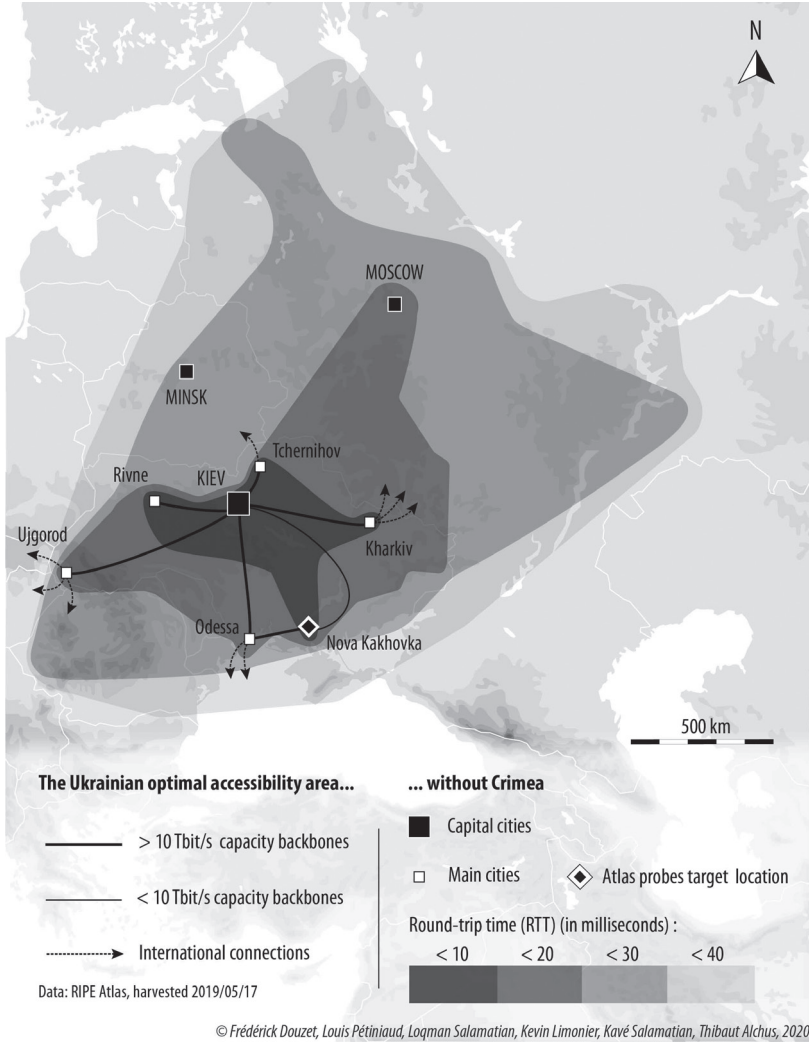 N
MOSCOW
MINSK
Tchernihov
Rivne
KIEV
Ujgorod
Kharkiv
Odessa
Nova Kakhovka
500 km
The Ukrainian optimal accessibility area...
> 10 Tbit/s capacity backbones
< 10 Tbit/s capacity backbones
International connections
Data: RIPE Atlas, harvested 2019/05/17
... without Crimea
Capital cities
Main cities
Atlas probes target location
Round-trip time (RTT) (in milliseconds) :
< 10 < 20 < 30 < 40
© Frédérick Douzet, Louis Pétiniaud, Loqman Salamatian, Kevin Limonier, Kavé Salamatian, Thibaut Alchus, 2020